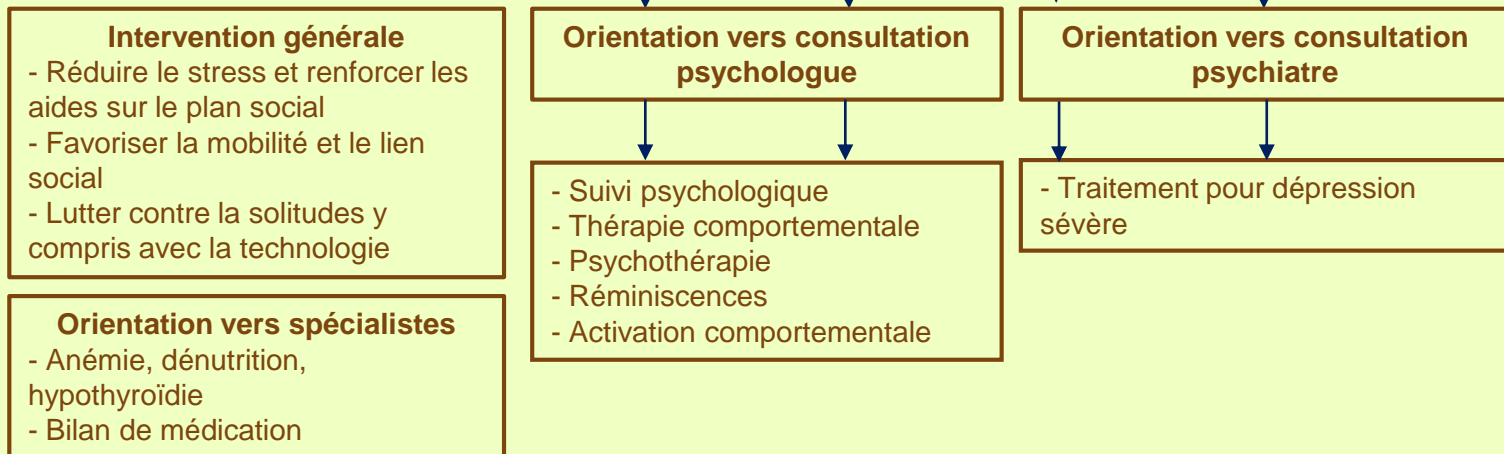 Intervention générale
- Réduire le stress et renforcer les
aides sur le plan social
- Favoriser la mobilité et le lien
social
- Lutter contre la solitudes y
compris avec la technologie
Orientation vers spécialistes
- Anémie, dénutrition,
hypothyroïdie
- Bilan de médication
Orientation vers consultation
psychologue
- Suivi psychologique
- Thérapie comportementale
- Psychothérapie
- Réminiscences
- Activation comportementale
Orientation vers consultation
psychiatre
- Traitement pour dépression
sévère